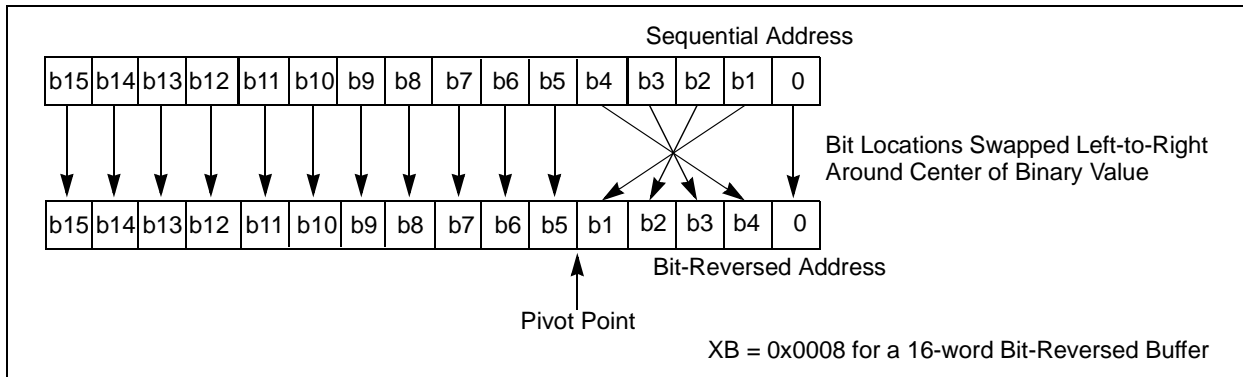 Sequential Address
b15 b14 b13 b12 b11 b10 b9 b8 b7 b6 b5 b4 b3 b2 b1 0
Bit Locations Swapped Left-to-Right
Around Center of Binary Value
b15 b14 b13 b12 b11 b10 b9 b8 b7 b6 b5 b1 b2 b3 b4 0
Bit-Reversed Address
Pivot Point
XB = 0x0008 for a 16-word Bit-Reversed Buffer